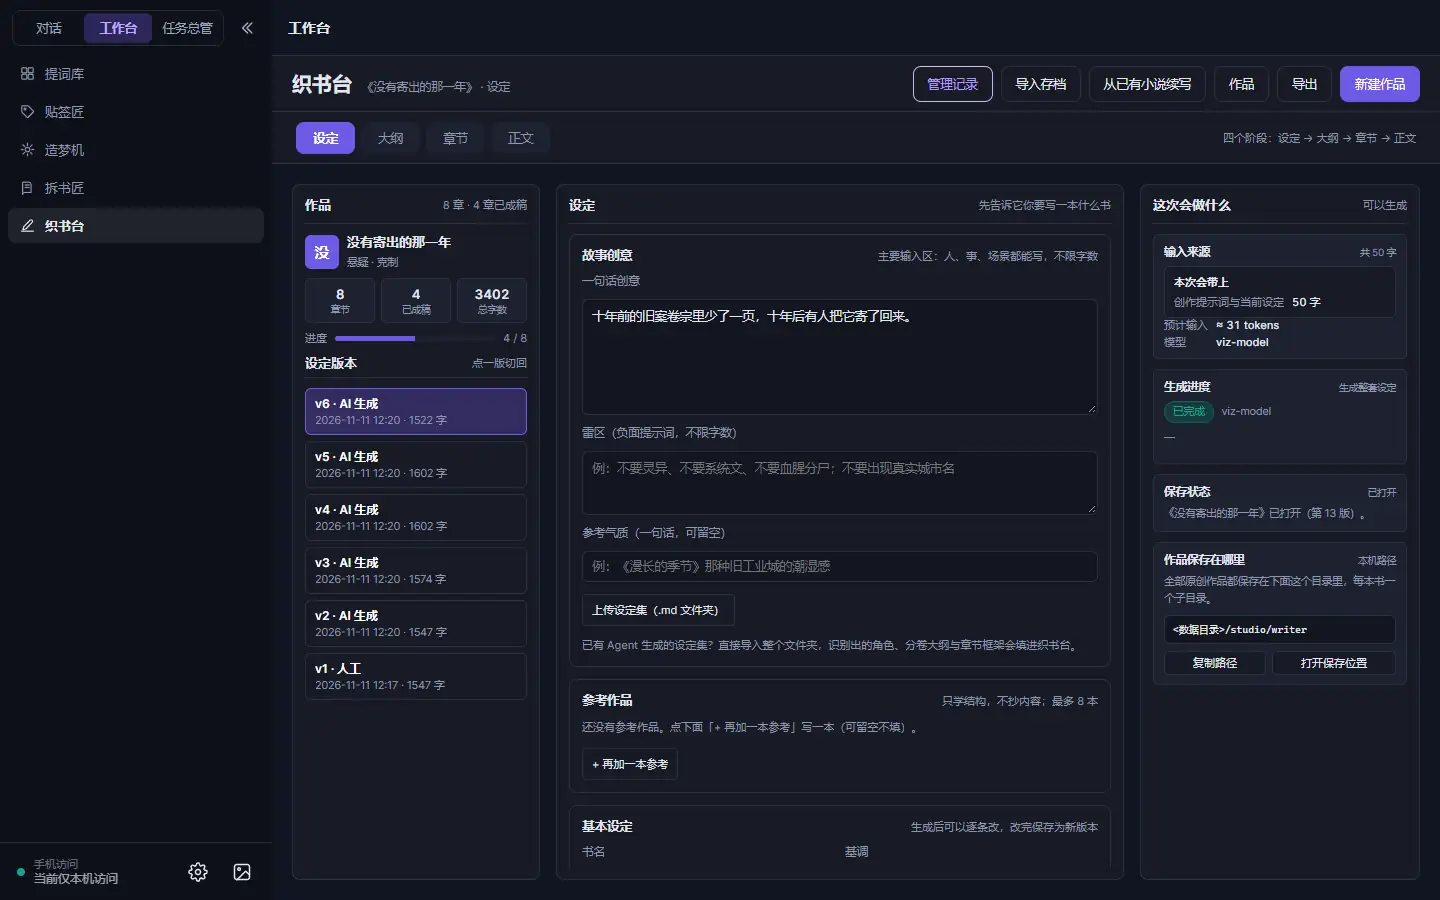 对话 工作台 任务总管
提词库
贴签匠
造梦机
拆书匠
织书台
手机访问
当前仅本机访问
工作台
织书台 《没有寄出的那一年》 · 设定
管理记录 导入存档 从已有小说续写 作品 导出 新建作品
设定 大纲 章节 正文
四个阶段：设定 → 大纲 → 章节 → 正文
作品 8 章 · 4 章已成稿
没 没有寄出的那一年
悬疑 · 克制
8 4 3402
章节 已成稿 总字数
进度 4 / 8
设定版本 点一版切回
v6 · AI 生成
2026-11-11 12:20 · 1522 字
v5 · AI 生成
2026-11-11 12:20 · 1602 字
v4 · AI 生成
2026-11-11 12:20 · 1602 字
v3 · AI 生成
2026-11-11 12:20 · 1574 字
v2 · AI 生成
2026-11-11 12:20 · 1547 字
v1 · 人工
2026-11-11 12:17 · 1547 字
设定 先告诉它你要写一本什么书
故事创意 主要输入区：人、事、场景都能写，不限字数
一句话创意
十年前的旧案卷宗里少了一页，十年后有人把它寄了回来。
雷区（负面提示词，不限字数）
例：不要灵异、不要系统文、不要血腥分尸；不要出现真实城市名
参考气质（一句话，可留空）
例：《漫长的季节》那种旧工业城的潮湿感
上传设定集（.md 文件夹）
已有 Agent 生成的设定集？直接导入整个文件夹，识别出的角色、分卷大纲与章节框架会填进织书台。
参考作品 只学结构，不抄内容；最多 8 本
还没有参考作品。点下面「+ 再加一本参考」写一本（可留空不填）。
+ 再加一本参考
基本设定 生成后可以逐条改，改完保存为新版本
书名 基调
这次会做什么 可以生成
输入来源 共 50 字
本次会带上
创作提示词与当前设定 50 字
预计输入 ≈ 31 tokens
模型 viz-model
生成进度 生成整套设定
已完成 viz-model
—
保存状态 已打开
《没有寄出的那一年》已打开（第 13 版）。
作品保存在哪里 本机路径
全部原创作品都保存在下面这个目录里，每本书一
个子目录。
<数据目录>/studio/writer
复制路径 打开保存位置